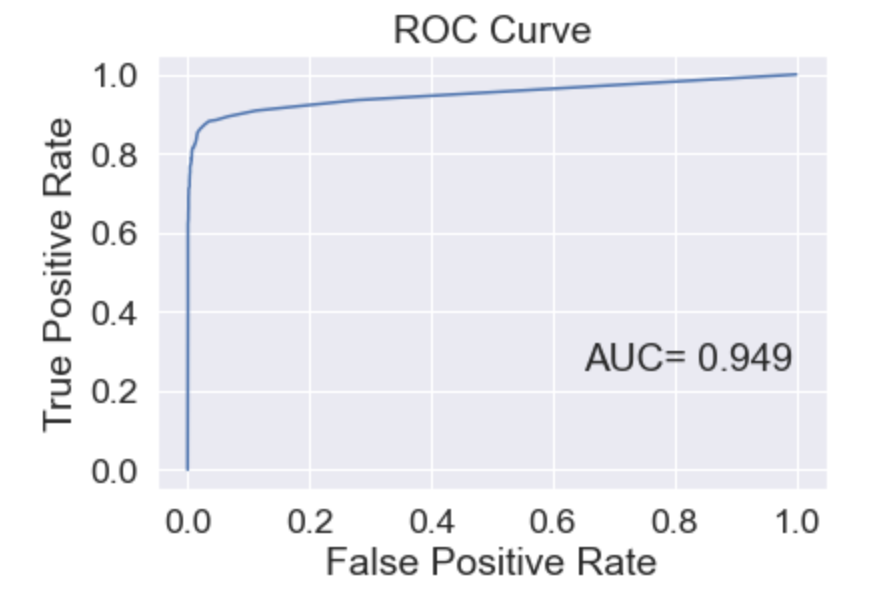 ROC Curve
True Positive Rate
1.0
0.8
0.6
0.4
0.2
0.0
AUC= 0.949
0.0 0.2 0.4 0.6 0.8 1.0
False Positive Rate